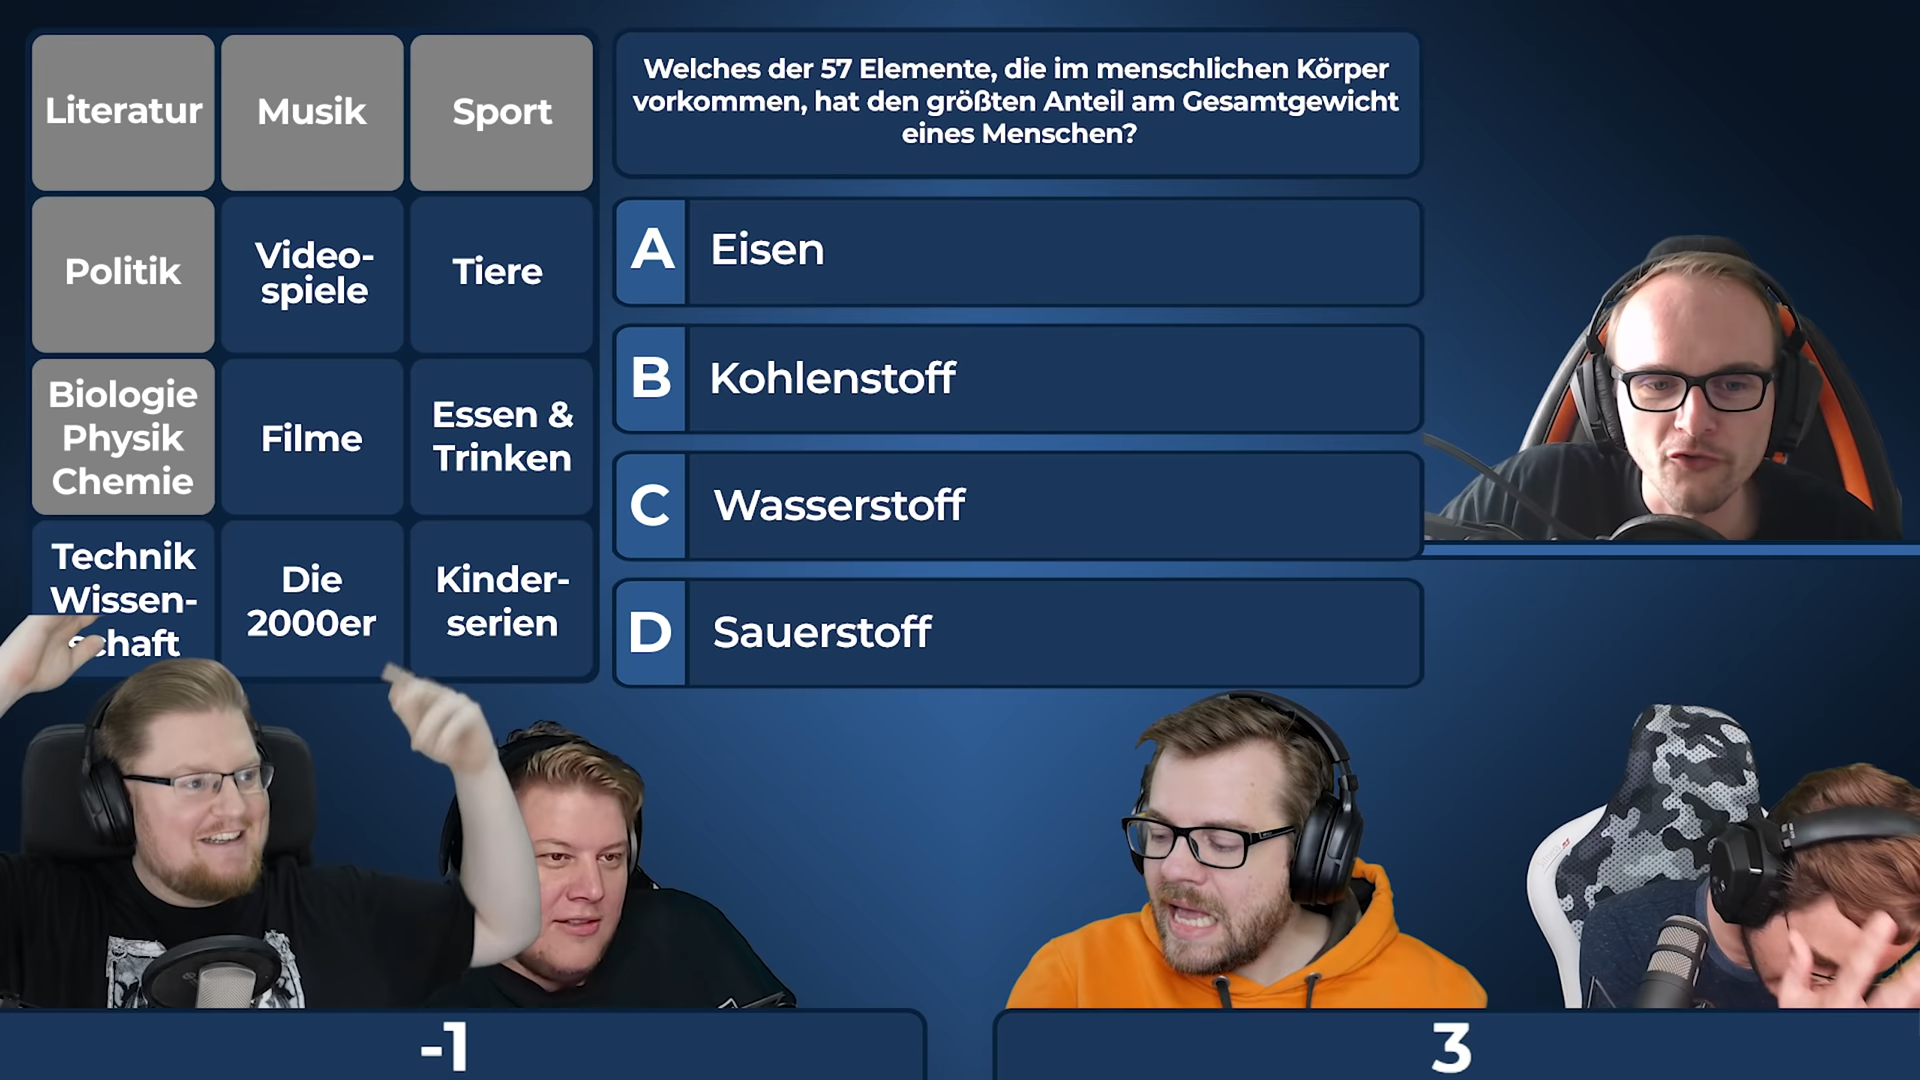 Literatur
Musik
Sport
Politik
Video-
spiele
Tiere
Biologie
Physik
Chemie
Filme
Essen &
Trinken
Technik
Wissen-
schaft
Die
2000er
Kinder-
serien
Welches der 57 Elemente, die im menschlichen Körper
vorkommen, hat den größten Anteil am Gesamtgewicht
eines Menschen?
A Eisen
B Kohlenstoff
C Wasserstoff
D Sauerstoff
-1
3